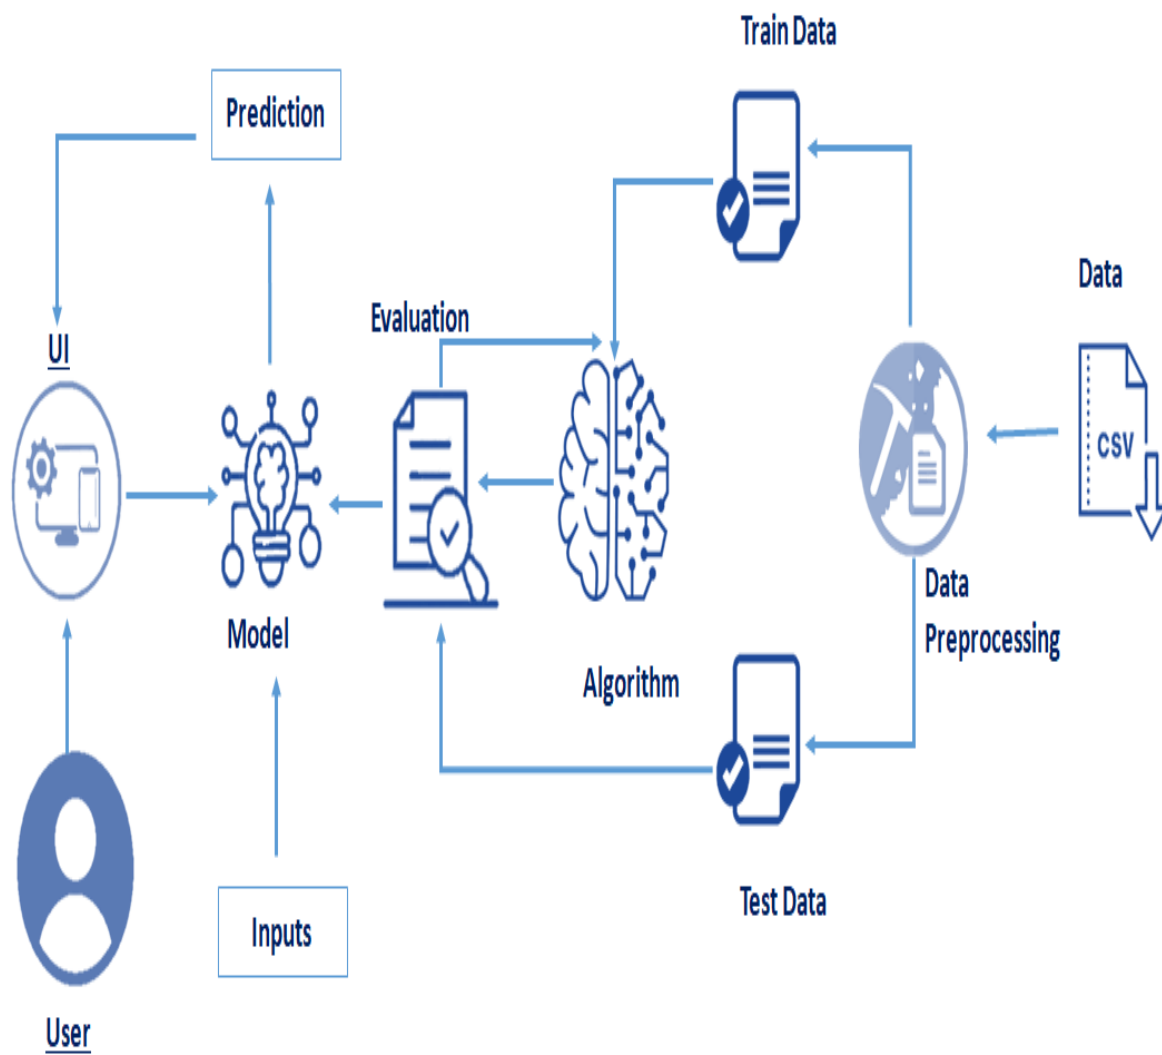 Train Data
Prediction
Data
Evaluation
UI
CSV
Data
Preprocessing
Model
Algorithm
Test Data
Inputs
User